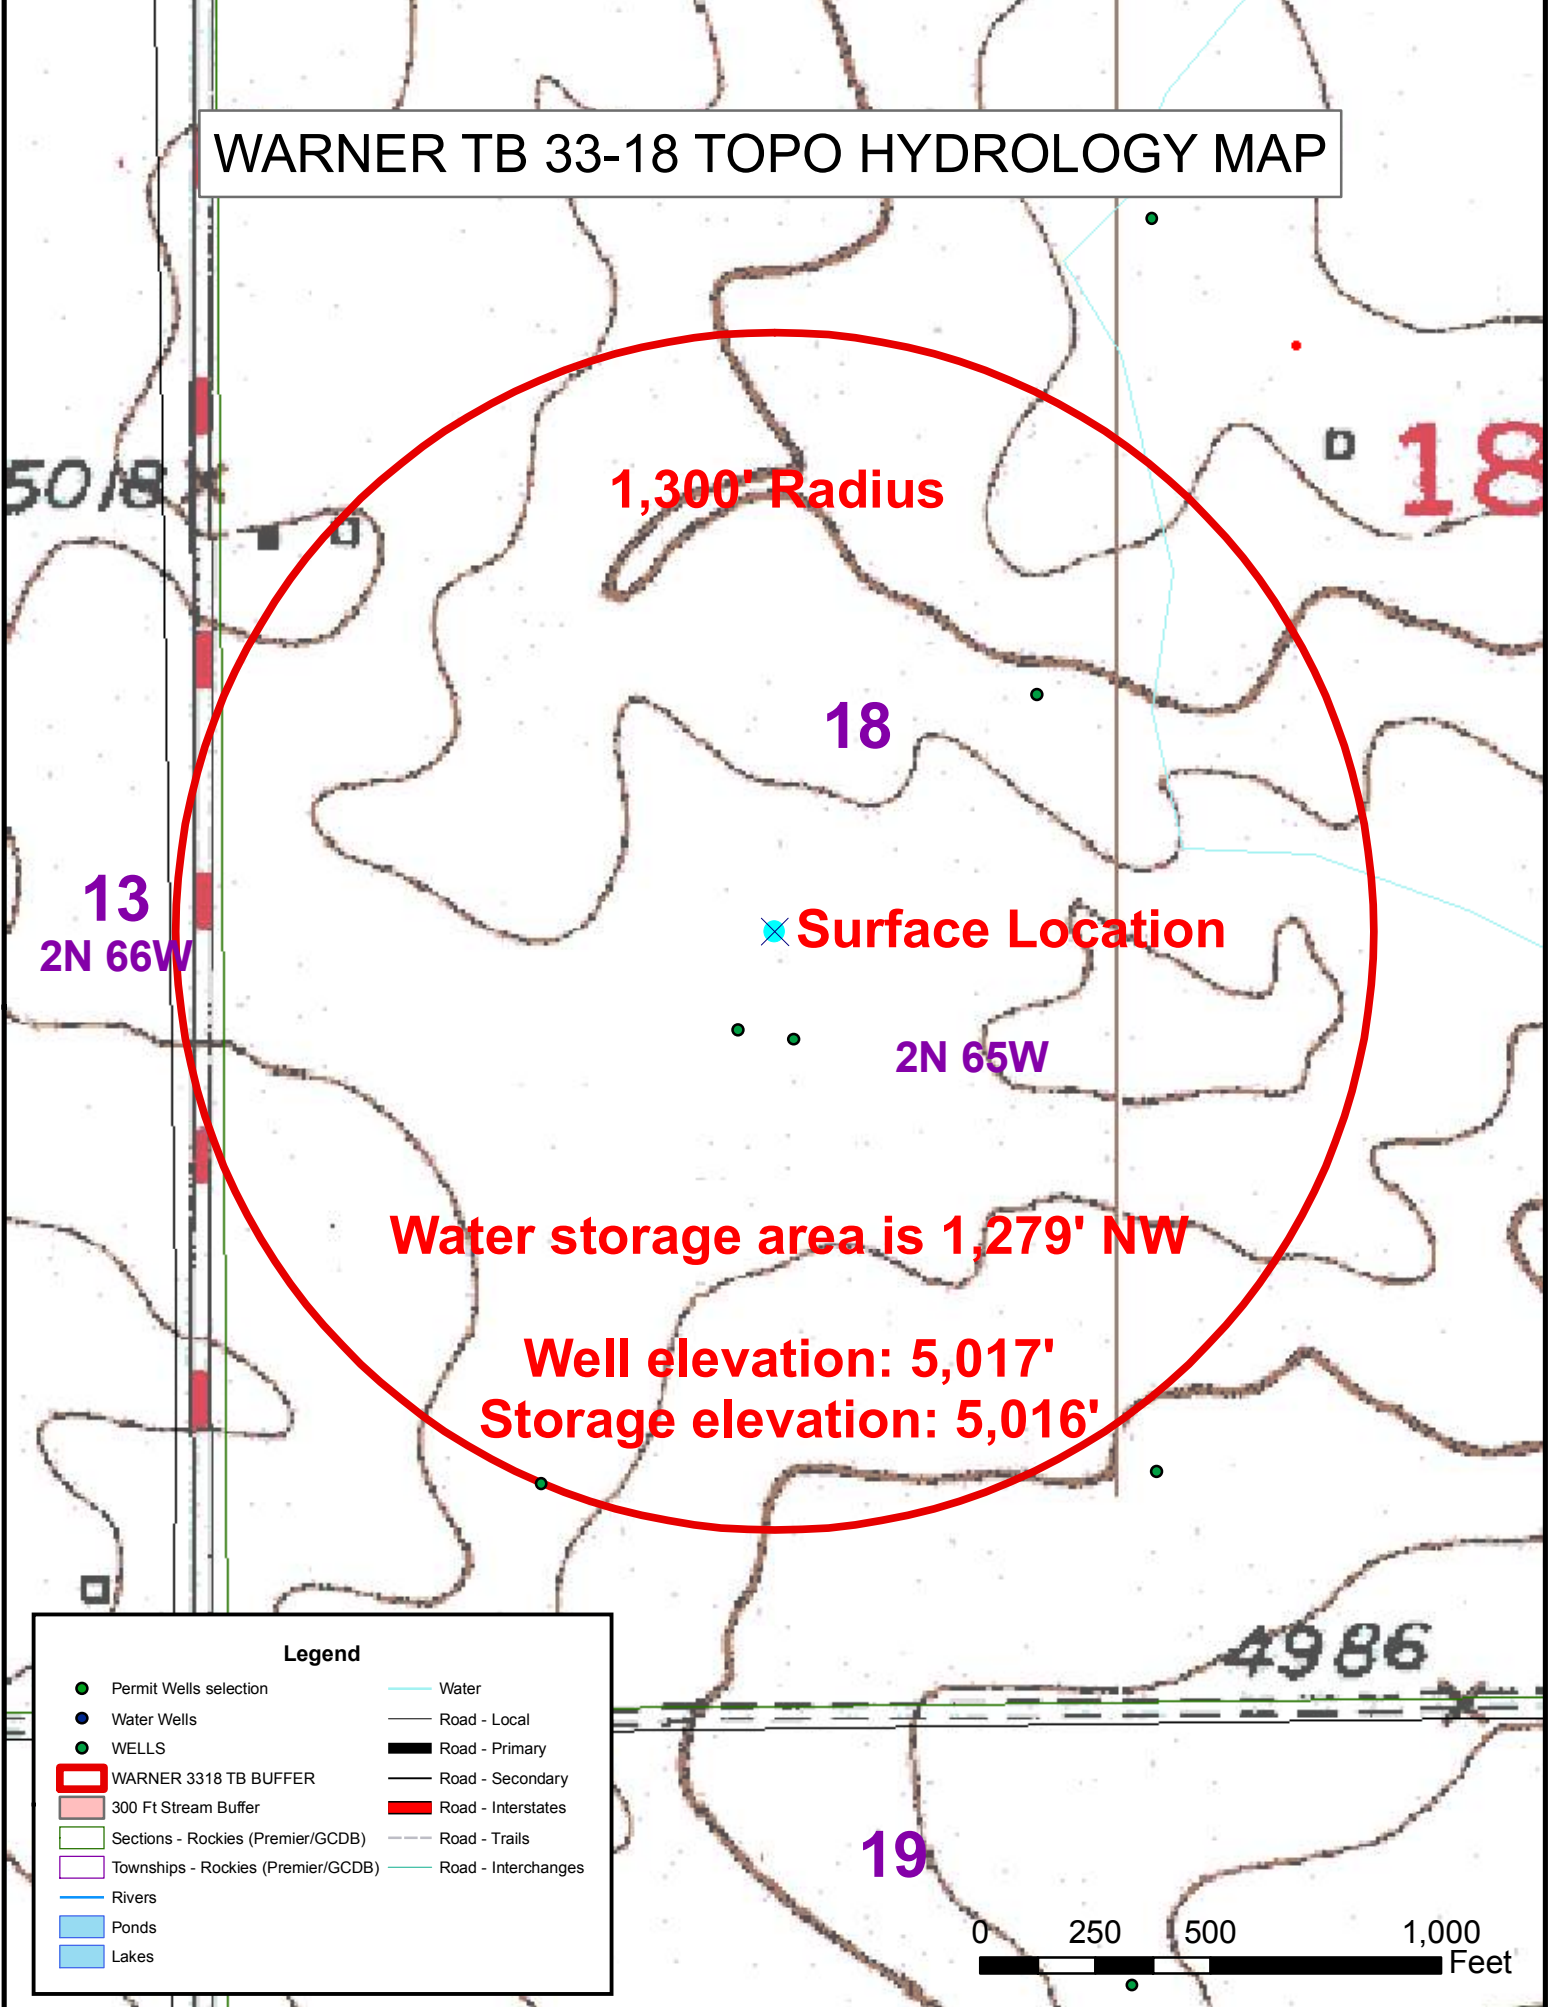 WARNER TB 33-18 TOPO HYDROLOGY MAP
5018
18
1,300' Radius
18
13
2N 66W
Surface Location
2N 65W
Water storage area is 1,279' NW
Well elevation: 5,017'
Storage elevation: 5,016'
4986
19
Legend
Permit Wells selection
Water Wells
WELLS
WARNER 3318 TB BUFFER
300 Ft Stream Buffer
Sections - Rockies (Premier/GCDB)
Townships - Rockies (Premier/GCDB)
Rivers
Ponds
Lakes
Water
Road - Local
Road - Primary
Road - Secondary
Road - Interstates
Road - Trails
Road - Interchanges
0 250 500 1,000
Feet